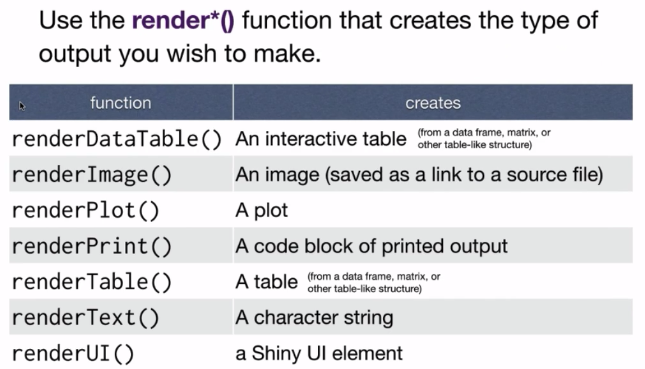 Use the render*() function that creates the type of
output you wish to make.
function creates
renderDataTable() An interactive table (from a data frame, matrix, or
other table-like structure)
renderImage() An image (saved as a link to a source file)
renderPlot() A plot
renderPrint() A code block of printed output
renderTable() A table (from a data frame, matrix, or
other table-like structure)
renderText() A character string
renderUI() a Shiny UI element